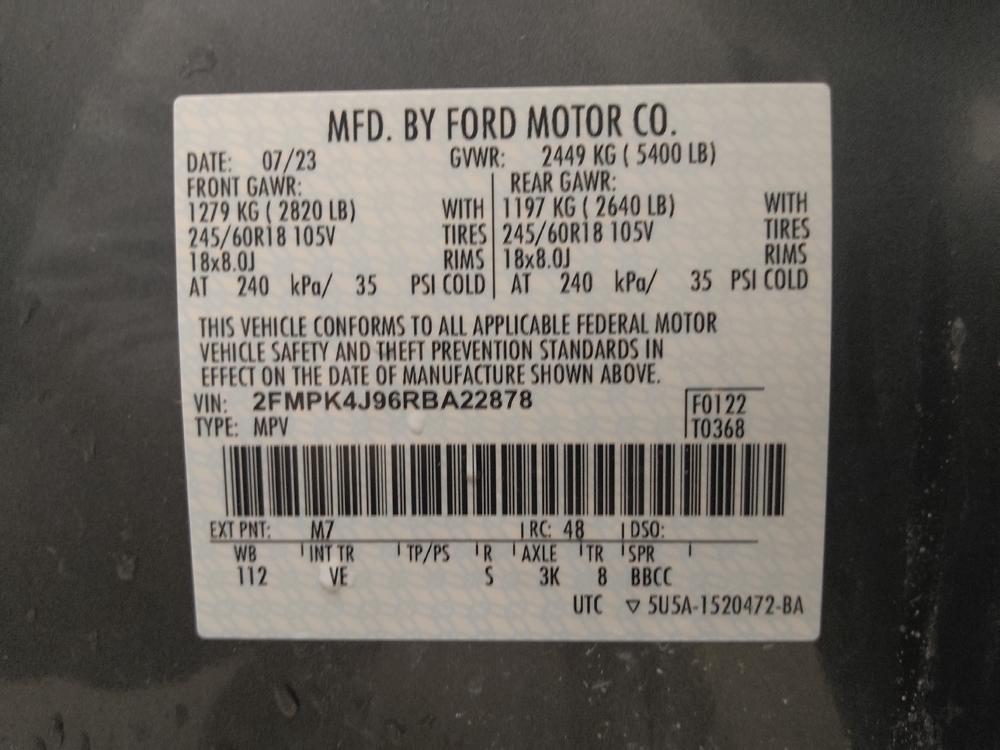 MFD. BY FORD MOTOR CO.
DATE: 07/23 GVWR: 2449 KG ( 5400 LB)
FRONT GAWR: REAR GAWR:
1279 KG ( 2820 LB) WITH 1197 KG ( 2640 LB) WITH
245/60R18 105V TIRES 245/60R18 105V TIRES
18x8.0J RIMS 18x8.0J RIMS
AT 240 kPa/ 35 PSI COLD AT 240 kPa/ 35 PSI COLD
THIS VEHICLE CONFORMS TO ALL APPLICABLE FEDERAL MOTOR
VEHICLE SAFETY AND THEFT PREVENTION STANDARDS IN
EFFECT ON THE DATE OF MANUFACTURE SHOWN ABOVE.
VIN: 2FMPK4J96RBA22878 F0122
TYPE: MPV T0368
EXT PNT: M7 RC: 48 DSO:
WB INT TR TP/PS R AXLE TR SPR
112 VE S 3K 8 BBCC
UTC ▽ 5U5A-1520472-BA